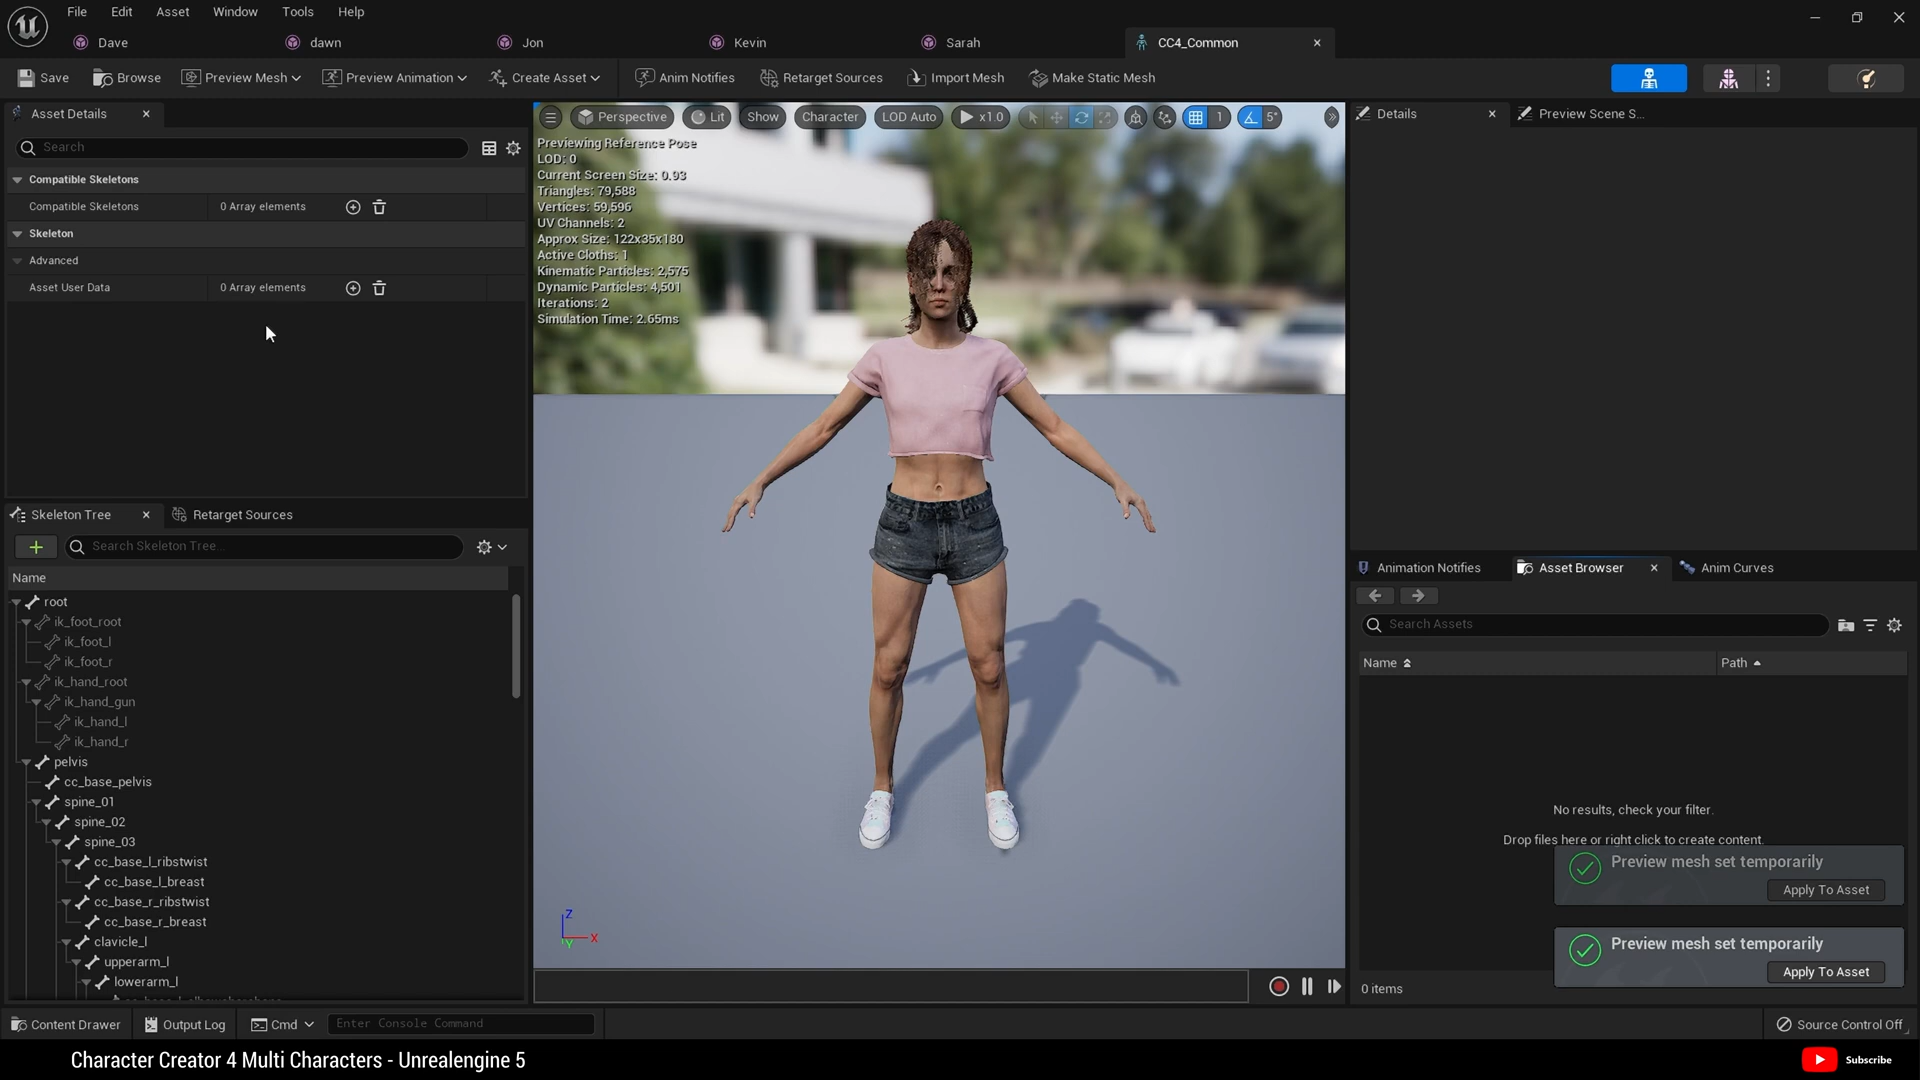 File Edit Asset Window Tools Help
Dave dawn Jon Kevin Sarah CC4_Common
Save Browse Preview Mesh Preview Animation Create Asset Anim Notifies Retarget Sources Import Mesh Make Static Mesh
Asset Details
Search
Compatible Skeletons
Compatible Skeletons 0 Array elements
Skeleton
Advanced
Asset User Data 0 Array elements
Skeleton Tree Retarget Sources
Search Skeleton Tree...
Name
root
ik_foot_root
ik_foot_l
ik_foot_r
ik_hand_root
ik_hand_gun
ik_hand_l
ik_hand_r
pelvis
cc_base_pelvis
spine_01
spine_02
spine_03
cc_base_l_ribstwist
cc_base_l_breast
cc_base_r_ribstwist
cc_base_r_breast
clavicle_l
upperarm_l
lowerarm_l
Perspective Lit Show Character LOD Auto x1.0 1 5°
Previewing Reference Pose
LOD: 0
Current Screen Size: 0.93
Triangles: 79,588
Vertices: 59,596
UV Channels: 2
Approx Size: 122x35x180
Active Cloths: 1
Kinematic Particles: 2,575
Dynamic Particles: 4,501
Iterations: 2
Simulation Time: 2.65ms
Z
X
Y
Details Preview Scene S...
Animation Notifies Asset Browser Anim Curves
Search Assets
Name Path
No results, check your filter.
Drop files here or right click to create content.
Preview mesh set temporarily
Apply To Asset
Preview mesh set temporarily
Apply To Asset
0 items
Content Drawer Output Log Cmd Enter Console Command Source Control Off
Character Creator 4 Multi Characters - Unrealengine 5
Subscribe